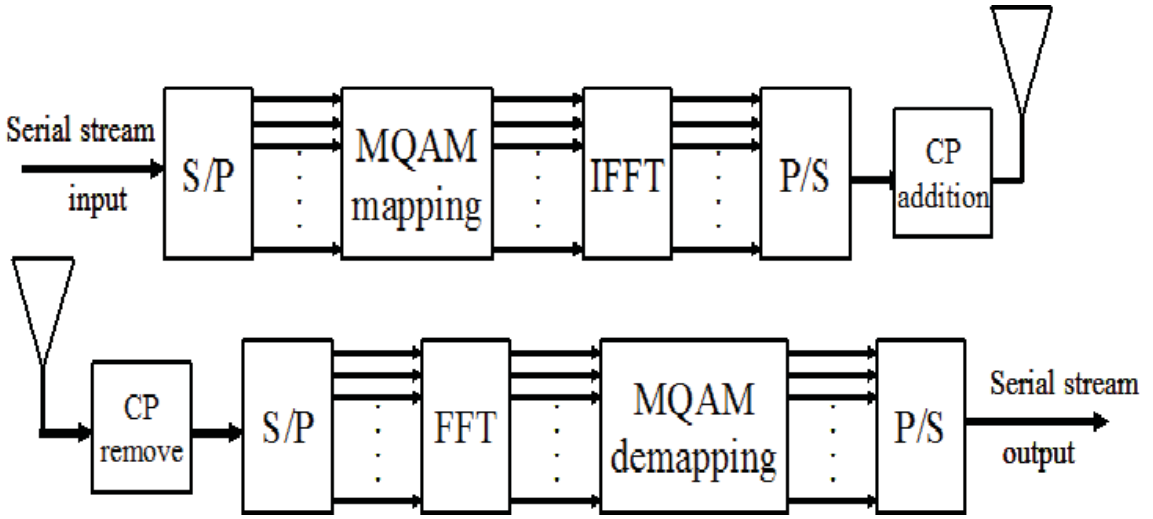 Serial stream
input
S/P
MQAM
mapping
IFFT
P/S
CP
addition
CP
remove
S/P
FFT
MQAM
demapping
P/S
Serial stream
output